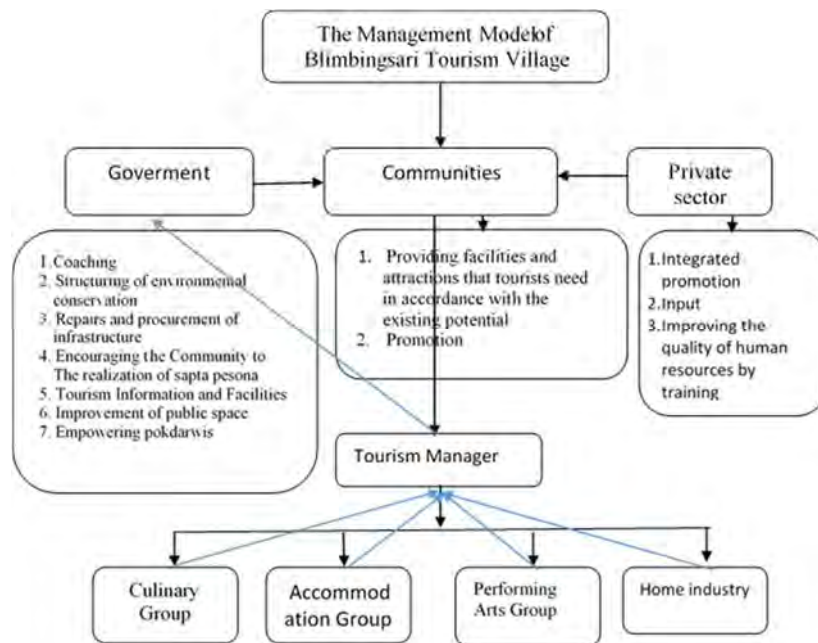 The Management Modelof
Blimbingsari Tourism Village
Goverment
Communities
Private
sector
1. Coaching
2. Structuring of environmental
conservation
3. Repairs and procurement of
infrastructure
4. Encouraging the Community to
The realization of sapta pesona
5. Tourism Information and Facilities
6. Improvement of public space
7. Empowering pokdarwis
1. Providing facilities and
attractions that tourists need
in accordance with the
existing potential
2. Promotion
1.Integrated
promotion
2.Input
3.Improving the
quality of human
resources by
training
Tourism Manager
Culinary
Group
Accommod
ation Group
Performing
Arts Group
Home industry